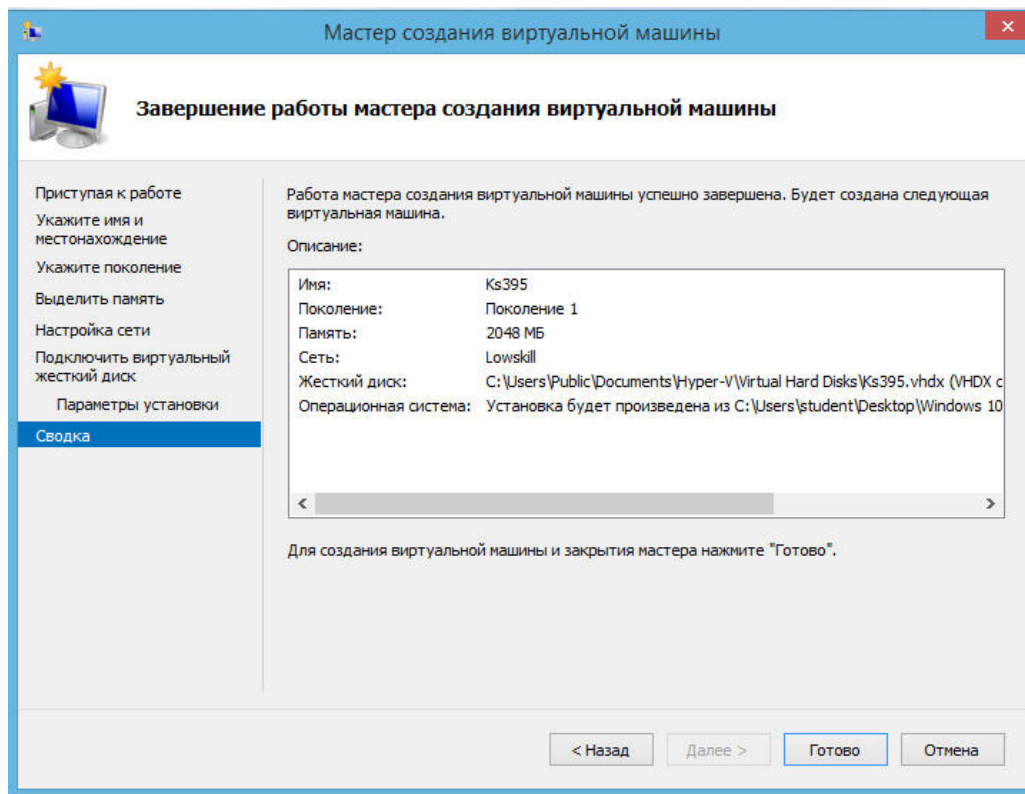 Мастер создания виртуальной машины
Завершение работы мастера создания виртуальной машины
Приступая к работе
Укажите имя и
местонахождение
Укажите поколение
Выделить память
Настройка сети
Подключить виртуальный
жесткий диск
Параметры установки
Сводка
Работа мастера создания виртуальной машины успешно завершена. Будет создана следующая
виртуальная машина.
Описание:
Имя: Ks395
Поколение: Поколение 1
Память: 2048 МБ
Сеть: Lowskill
Жесткий диск: C:\Users\Public\Documents\Hyper-V\Virtual Hard Disks\Ks395.vhdx (VHDX с
Операционная система: Установка будет произведена из C:\Users\student\Desktop\Windows 10
Для создания виртуальной машины и закрытия мастера нажмите "Готово".
< Назад Далее > Готово Отмена